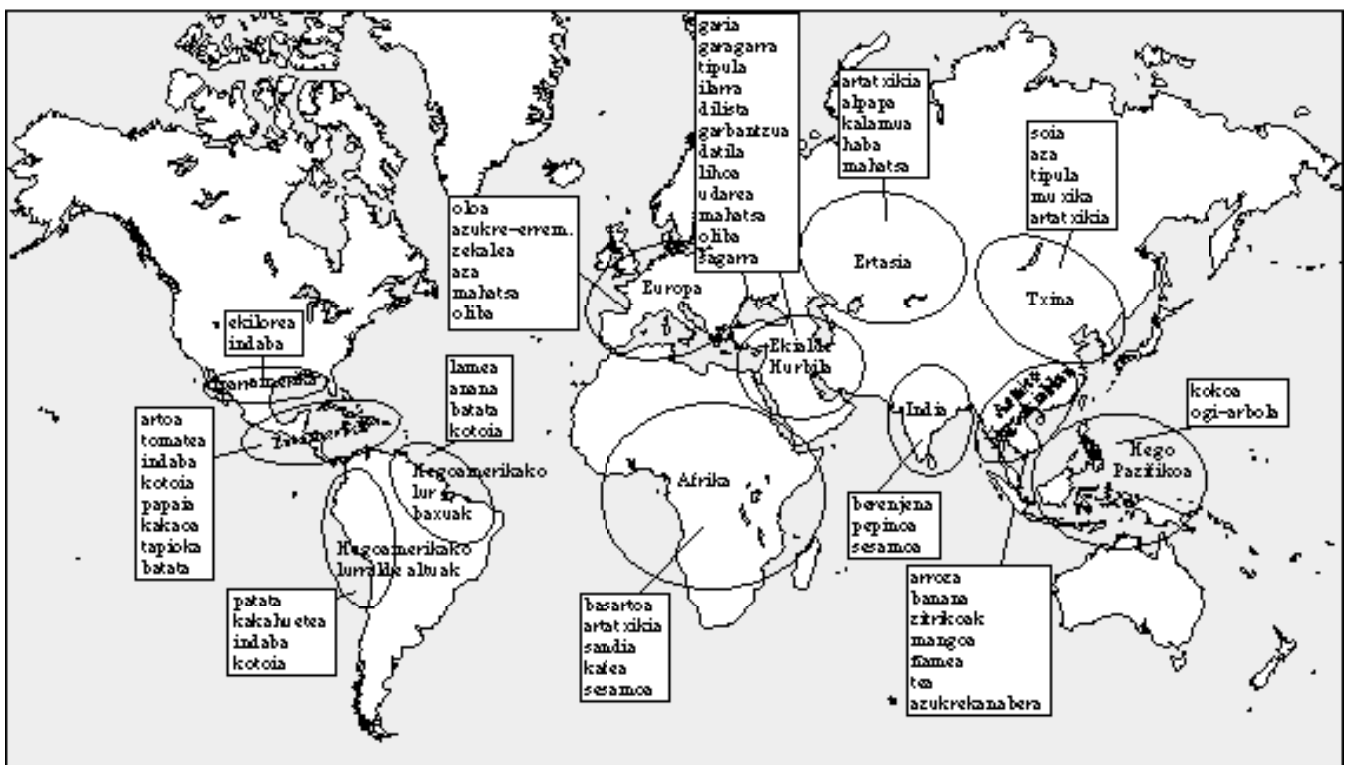 garia
garagarra
tipula
ilarra
dilista
garbantzua
datila
lihoa
udarea
mahatsa
oliba
sagarra
artatxikia
alpapa
kalamua
haba
mahatsa
soia
aza
tipula
muxika
artatxikia
oloa
azukre-errem.
zekalea
aza
mahatsa
oliba
Europa
Ertasia
Txina
Ekialde
Hurbila
ekilorea
indaba
lamea
anana
batata
kotoia
India
kokoa
ogi-arbola
artoa
tomatea
indaba
kotoia
papaia
kakaoa
tapioka
batata
Hegoamerikako
lur
baxuak
Afrika
Hego
Pazifikoa
Hegoamerikako
lurralde altuak
berenjena
pepinoa
sesamoa
patata
kakahuetea
indaba
kotoia
basartoa
artatxikia
sandia
kafea
sesamoa
arroza
banana
zitrikoak
mangoa
ñamea
tea
azukrekanabera